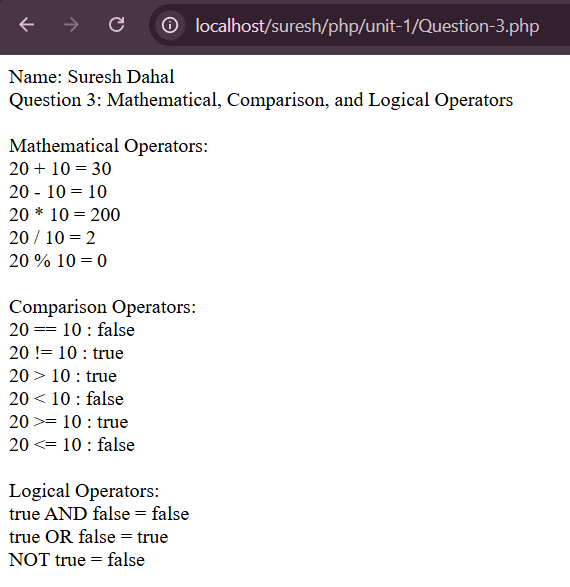 localhost/suresh/php/unit-1/Question-3.php
Name: Suresh Dahal
Question 3: Mathematical, Comparison, and Logical Operators
Mathematical Operators:
20 + 10 = 30
20 - 10 = 10
20 * 10 = 200
20 / 10 = 2
20 % 10 = 0
Comparison Operators:
20 == 10 : false
20 != 10 : true
20 > 10 : true
20 < 10 : false
20 >= 10 : true
20 <= 10 : false
Logical Operators:
true AND false = false
true OR false = true
NOT true = false